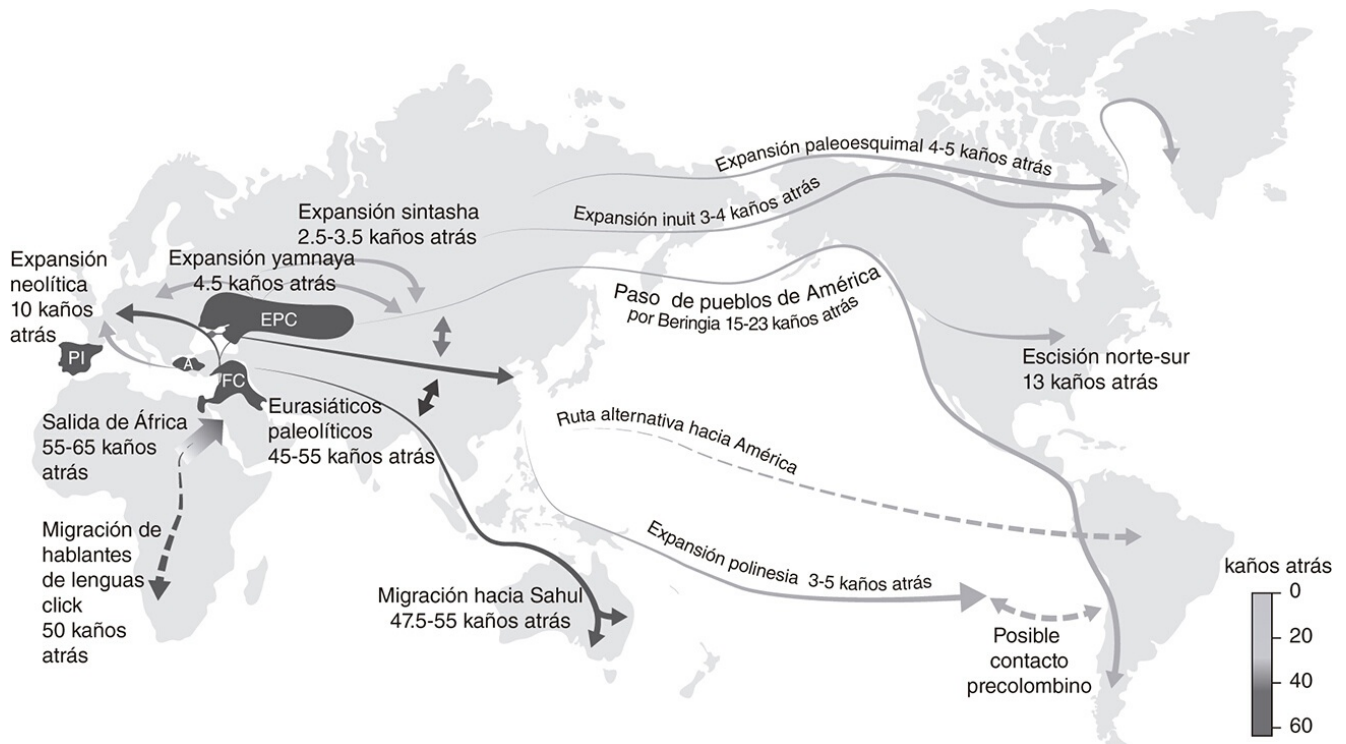 Expansión paleoesquimal 4-5 kaños atrás
Expansión inuit 3-4 kaños atrás
Expansión sintasha
2.5-3.5 kaños atrás
Expansión yamnaya
4.5 kaños atrás
Expansión
neolítica
10 kaños
atrás
EPC
PI
A
FC
Paso de pueblos de América
por Beringia 15-23 kaños atrás
Escisión norte-sur
13 kaños atrás
Eurasiáticos
paleolíticos
45-55 kaños atrás
Salida de África
55-65 kaños
atrás
Ruta alternativa hacia América
Migración de
hablantes
de lenguas
click
50 kaños
atrás
Expansión polinesia 3-5 kaños atrás
Migración hacia Sahul
47.5-55 kaños atrás
Posible
contacto
precolombino
kaños atrás
0
20
40
60